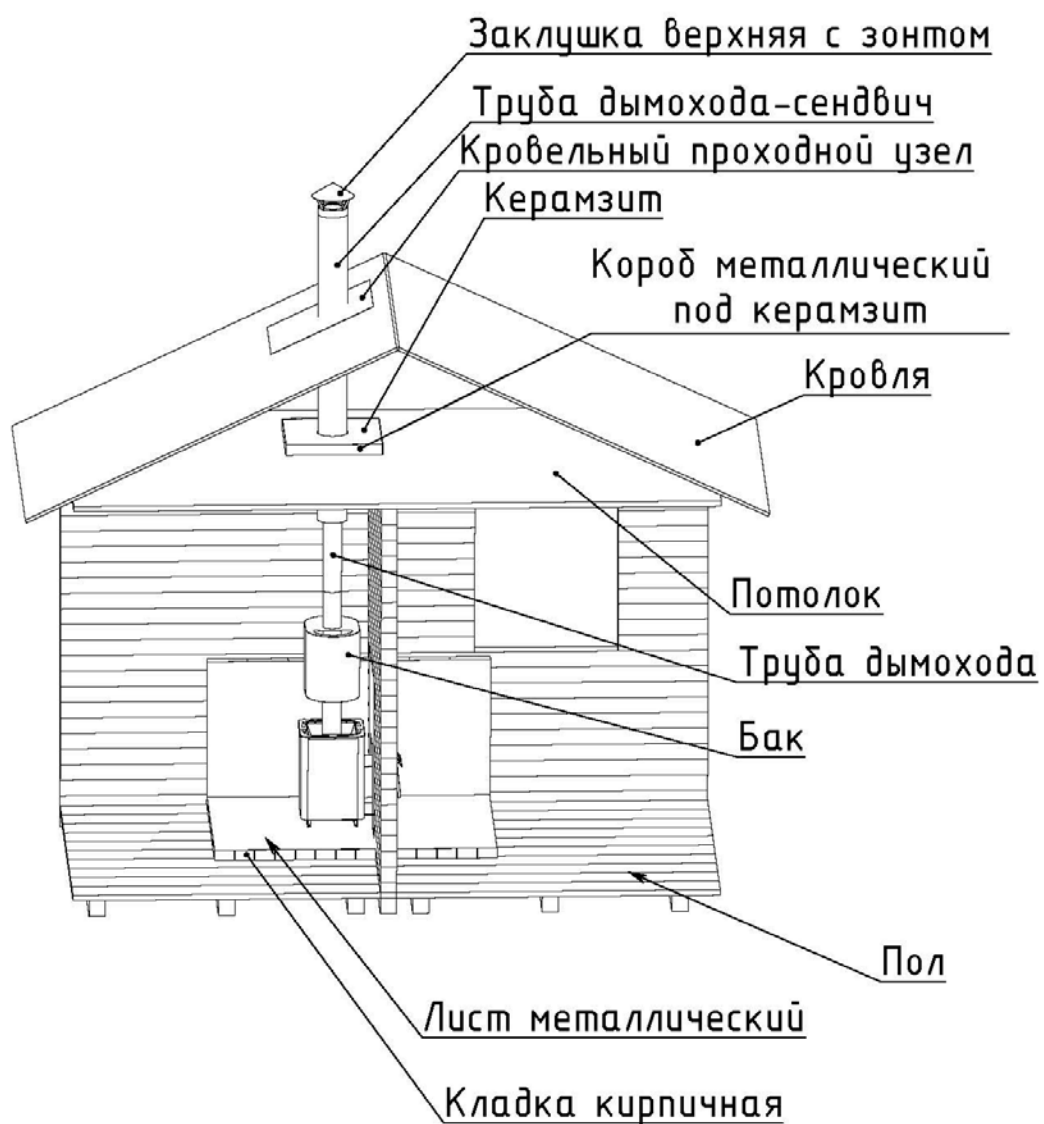 Заклушка верхняя с зонтом
Труба дымохода-сендвич
Кровельный проходной узел
Керамзит
Короб металлический
под керамзит
Кровля
Потолок
Труба дымохода
Бак
Пол
Лист металлический
Кладка кирпичная